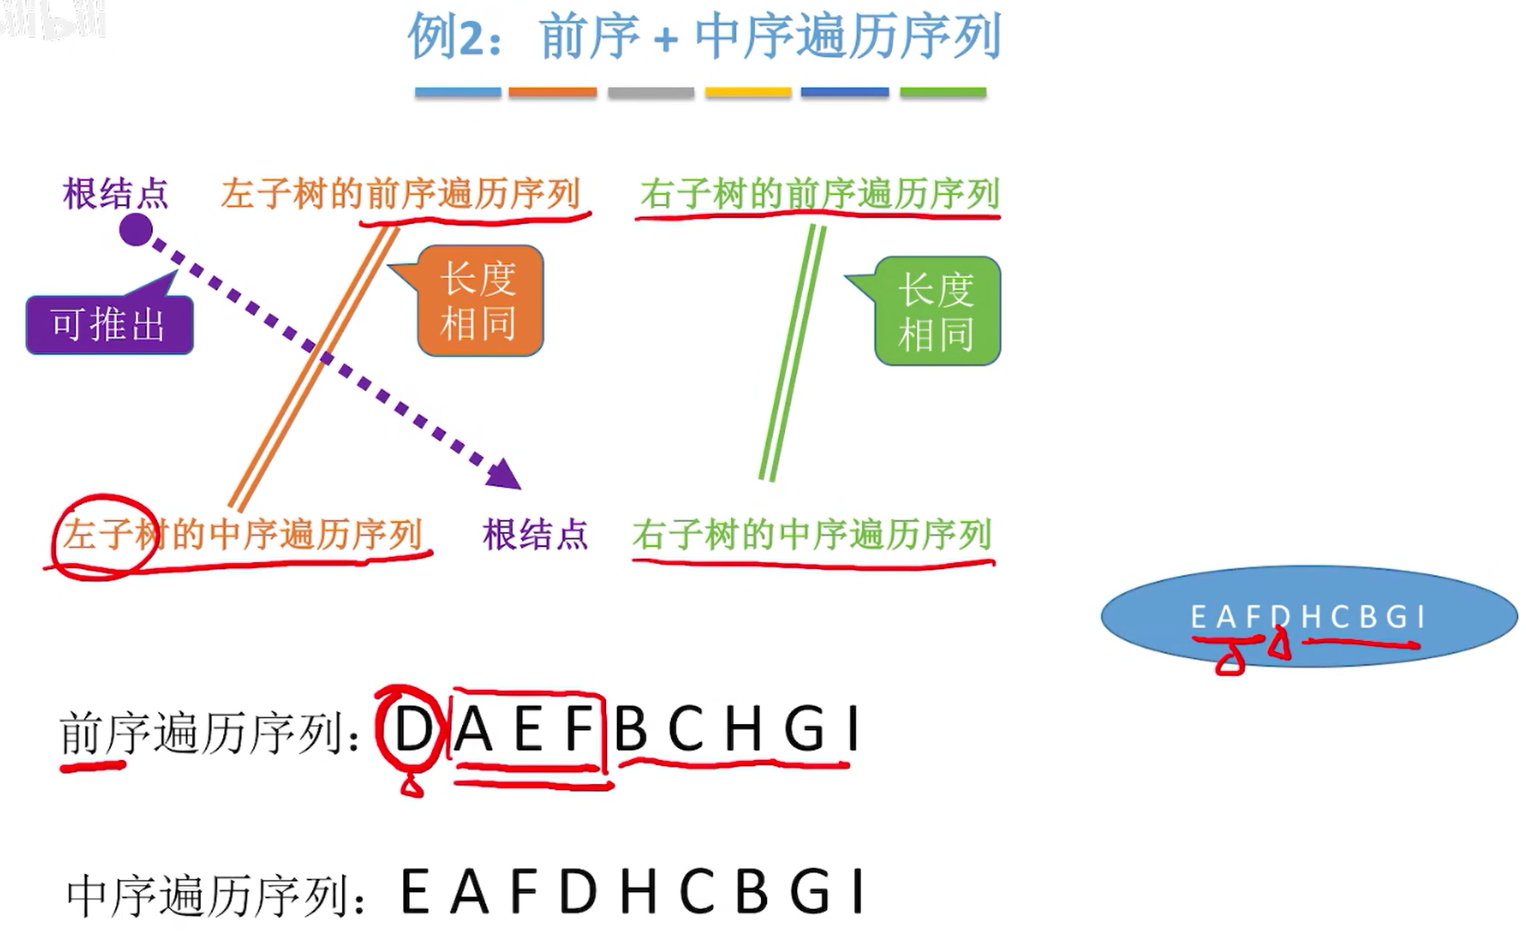 例2：前序 + 中序遍历序列
根结点 左子树的前序遍历序列 右子树的前序遍历序列
可推出
长度
相同
长度
相同
左子树的中序遍历序列 根结点 右子树的中序遍历序列
E A F D H C B G I
前序遍历序列：D A E F B C H G I
中序遍历序列：E A F D H C B G I